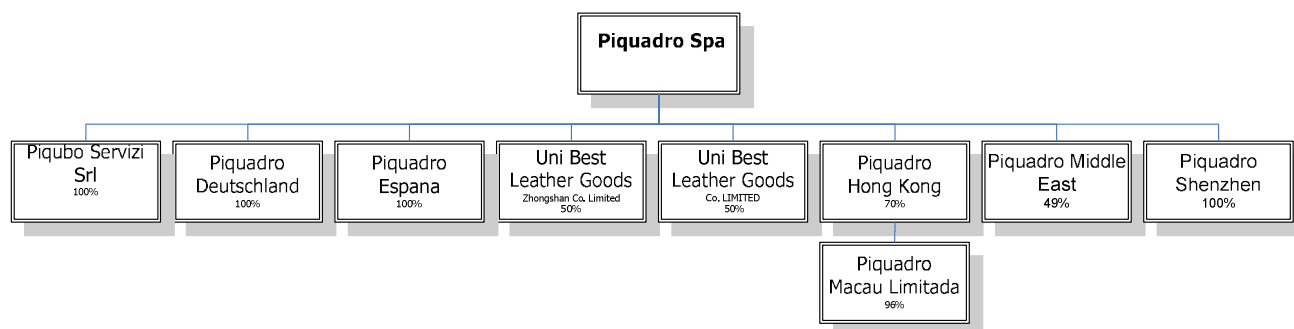 Piquadro Spa
Piqubo Servizi
Srl
100%
Piquadro
Deutschland
100%
Piquadro
Espana
100%
Uni Best
Leather Goods
Zhongshan Co. Limited
50%
Uni Best
Leather Goods
Co. LIMITED
50%
Piquadro
Hong Kong
70%
Piquadro Middle
East
49%
Piquadro
Shenzhen
100%
Piquadro
Macau Limitada
96%